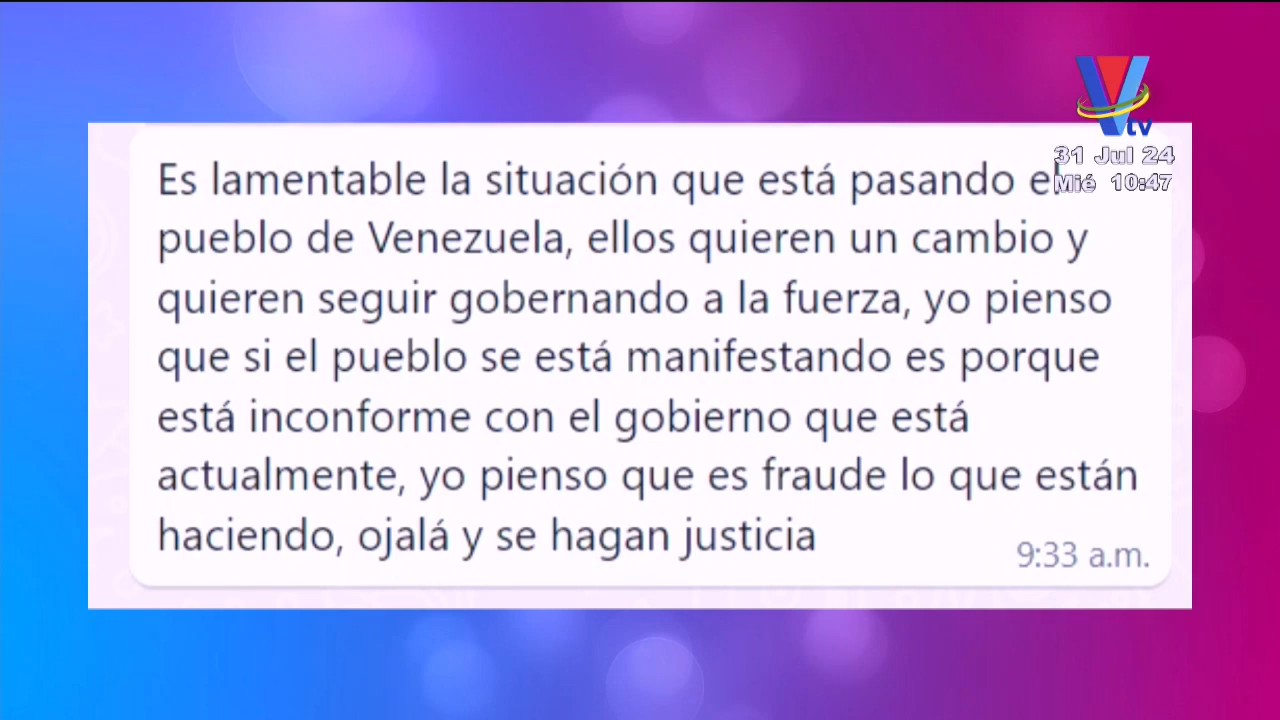 Vtv
31 Jul 24
Mié 10:47
Es lamentable la situación que está pasando el
pueblo de Venezuela, ellos quieren un cambio y
quieren seguir gobernando a la fuerza, yo pienso
que si el pueblo se está manifestando es porque
está inconforme con el gobierno que está
actualmente, yo pienso que es fraude lo que están
haciendo, ojalá y se hagan justicia
9:33 a.m.